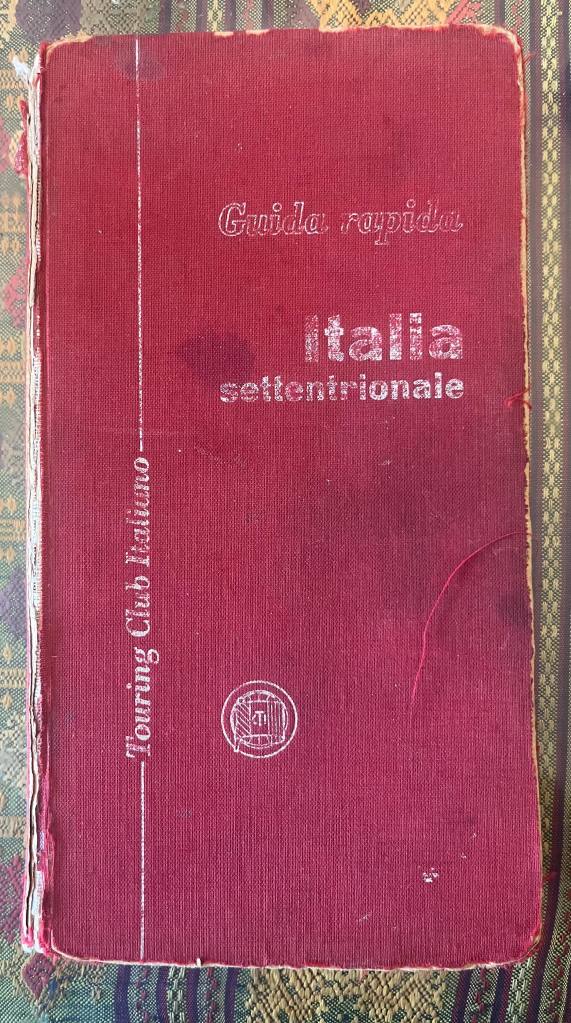 Guida rapida
Italia
settentrionale
Touring Club Italiano